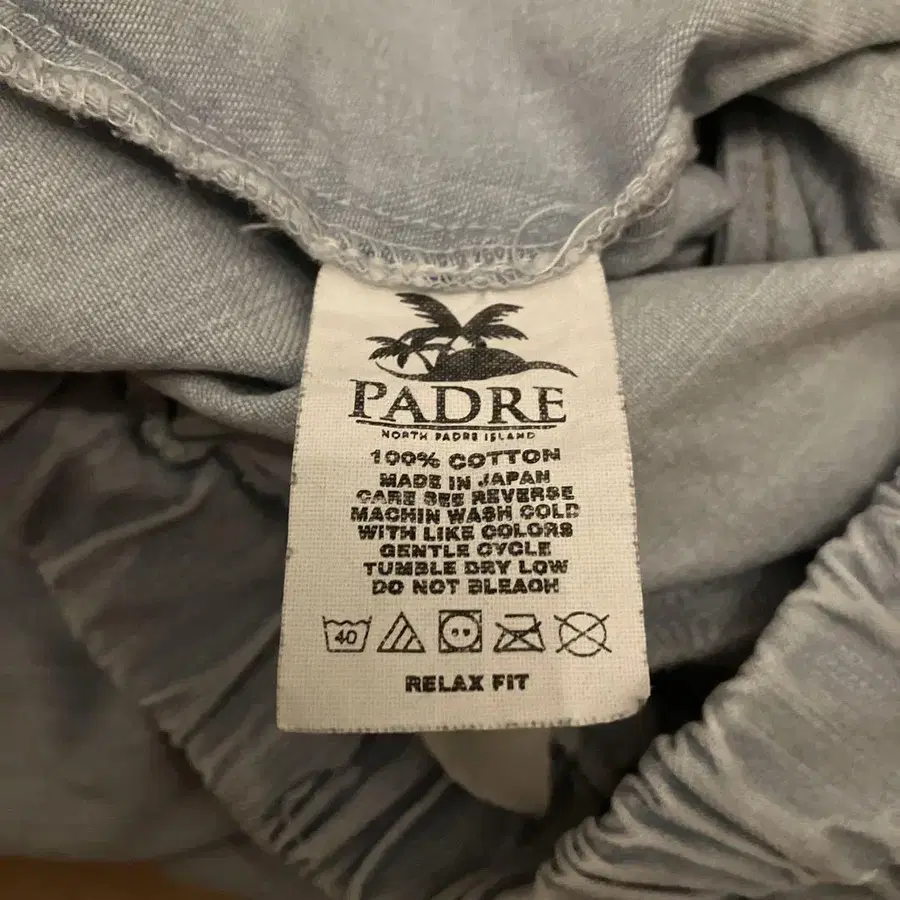 PADRE
NORTH PADRE ISLAND
100% COTTON
MADE IN JAPAN
CARE SEE REVERSE
MACHIN WASH COLD
WITH LIKE COLORS
GENTLE CYCLE
TUMBLE DRY LOW
DO NOT BLEACH
40
RELAX FIT